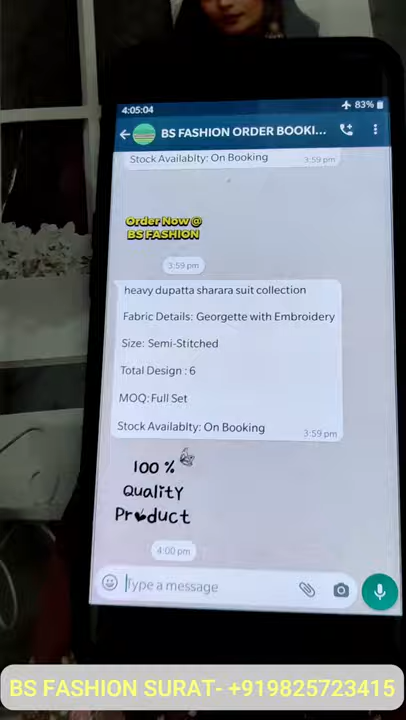 4:05:04
83%
BS FASHION ORDER BOOKI...
Stock Availablty: On Booking
3:59 pm
Order Now @
BS FASHION
3:59 pm
heavy dupatta sharara suit collection
Fabric Details: Georgette with Embroidery
Size: Semi-Stitched
Total Design : 6
MOQ: Full Set
Stock Availablty: On Booking
3:59 pm
100 %
Quality
Product
4:00 pm
Type a message
BS FASHION SURAT- +919825723415